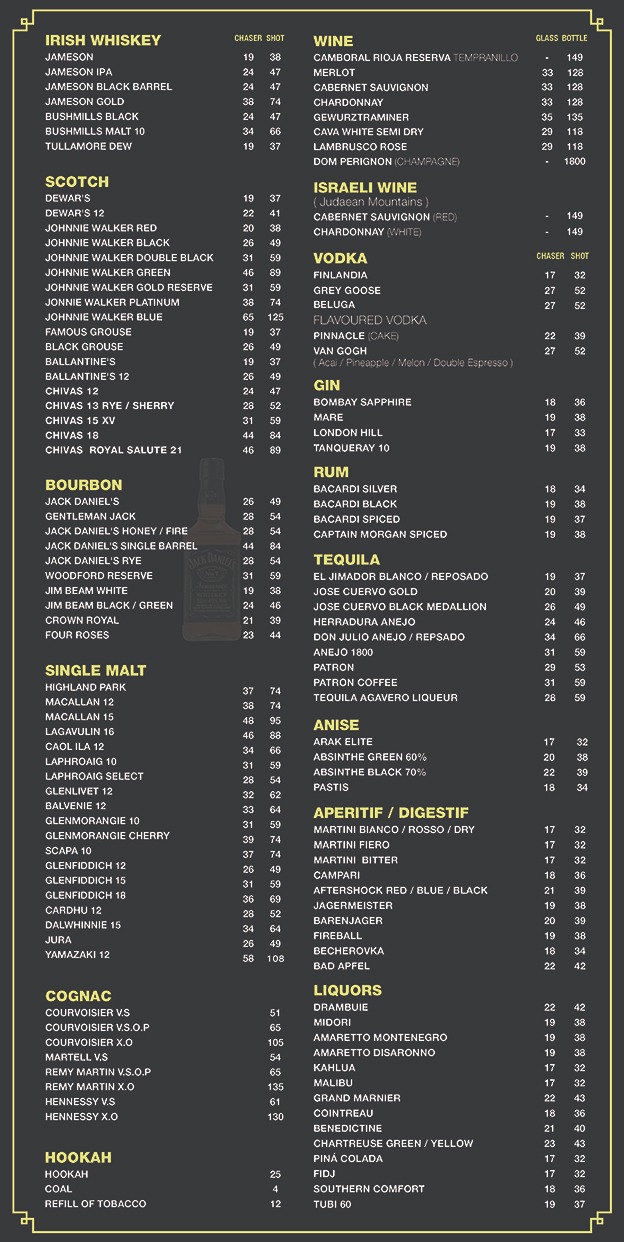 IRISH WHISKEY CHASER SHOT
JAMESON 19 38
JAMESON IPA 24 47
JAMESON BLACK BARREL 24 47
JAMESON GOLD 38 74
BUSHMILLS BLACK 24 47
BUSHMILLS MALT 10 34 66
TULLAMORE DEW 19 37
SCOTCH
DEWAR'S 19 37
DEWAR'S 12 22 41
JOHNNIE WALKER RED 20 38
JOHNNIE WALKER BLACK 26 49
JOHNNIE WALKER DOUBLE BLACK 31 59
JOHNNIE WALKER GREEN 46 89
JOHNNIE WALKER GOLD RESERVE 31 59
JONNIE WALKER PLATINUM 38 74
JOHNNIE WALKER BLUE 65 125
FAMOUS GROUSE 19 37
BLACK GROUSE 26 49
BALLANTINE'S 19 37
BALLANTINE'S 12 26 49
CHIVAS 12 24 47
CHIVAS 13 RYE / SHERRY 28 52
CHIVAS 15 XV 31 59
CHIVAS 18 44 84
CHIVAS ROYAL SALUTE 21 46 89
BOURBON
JACK DANIEL'S 26 49
GENTLEMAN JACK 28 54
JACK DANIEL'S HONEY / FIRE 28 54
JACK DANIEL'S SINGLE BARREL 44 84
JACK DANIEL'S RYE 28 54
WOODFORD RESERVE 31 59
JIM BEAM WHITE 19 38
JIM BEAM BLACK / GREEN 24 46
CROWN ROYAL 21 39
FOUR ROSES 23 44
SINGLE MALT
HIGHLAND PARK 37 74
MACALLAN 12 38 74
MACALLAN 15 48 95
LAGAVULIN 16 46 88
CAOL ILA 12 34 66
LAPHROAIG 10 31 59
LAPHROAIG SELECT 28 54
GLENLIVET 12 32 62
BALVENIE 12 33 64
GLENMORANGIE 10 31 59
GLENMORANGIE CHERRY 39 74
SCAPA 10 37 74
GLENFIDDICH 12 26 49
GLENFIDDICH 15 31 59
GLENFIDDICH 18 36 69
CARDHU 12 28 52
DALWHINNIE 15 34 64
JURA 26 49
YAMAZAKI 12 58 108
COGNAC
COURVOISIER V.S 51
COURVOISIER V.S.O.P 65
COURVOISIER X.O 105
MARTELL V.S 54
REMY MARTIN V.S.O.P 65
REMY MARTIN X.O 135
HENNESSY V.S 61
HENNESSY X.O 130
HOOKAH
HOOKAH 25
COAL 4
REFILL OF TOBACCO 12
WINE GLASS BOTTLE
CAMBORAL RIOJA RESERVA TEMPRANILLO - 149
MERLOT 33 128
CABERNET SAUVIGNON 33 128
CHARDONNAY 33 128
GEWURZTRAMINER 35 135
CAVA WHITE SEMI DRY 29 118
LAMBRUSCO ROSE 29 118
DOM PERIGNON (CHAMPAGNE) - 1800
ISRAELI WINE
( Judaean Mountains )
CABERNET SAUVIGNON (RED) - 149
CHARDONNAY (WHITE) - 149
VODKA CHASER SHOT
FINLANDIA 17 32
GREY GOOSE 27 52
BELUGA 27 52
FLAVOURED VODKA
PINNACLE (CAKE) 22 39
VAN GOGH 27 52
( Acai / Pineapple / Melon / Double Espresso )
GIN
BOMBAY SAPPHIRE 18 36
MARE 19 38
LONDON HILL 17 33
TANQUERAY 10 19 38
RUM
BACARDI SILVER 18 34
BACARDI BLACK 19 38
BACARDI SPICED 19 37
CAPTAIN MORGAN SPICED 19 38
TEQUILA
EL JIMADOR BLANCO / REPOSADO 19 37
JOSE CUERVO GOLD 20 39
JOSE CUERVO BLACK MEDALLION 26 49
HERRADURA ANEJO 24 46
DON JULIO ANEJO / REPSADO 34 66
ANEJO 1800 31 59
PATRON 29 53
PATRON COFFEE 31 59
TEQUILA AGAVERO LIQUEUR 28 59
ANISE
ARAK ELITE 17 32
ABSINTHE GREEN 60% 20 38
ABSINTHE BLACK 70% 22 39
PASTIS 18 34
APERITIF / DIGESTIF
MARTINI BIANCO / ROSSO / DRY 17 32
MARTINI FIERO 17 32
MARTINI BITTER 17 32
CAMPARI 18 36
AFTERSHOCK RED / BLUE / BLACK 21 39
JAGERMEISTER 19 38
BARENJAGER 20 39
FIREBALL 19 38
BECHEROVKA 18 34
BAD APFEL 22 42
LIQUORS
DRAMBUIE 22 42
MIDORI 19 38
AMARETTO MONTENEGRO 19 38
AMARETTO DISARONNO 19 38
KAHLUA 17 32
MALIBU 17 32
GRAND MARNIER 22 43
COINTREAU 18 36
BENEDICTINE 21 40
CHARTREUSE GREEN / YELLOW 23 43
PINÁ COLADA 17 32
FIDJ 17 32
SOUTHERN COMFORT 18 36
TUBI 60 19 37